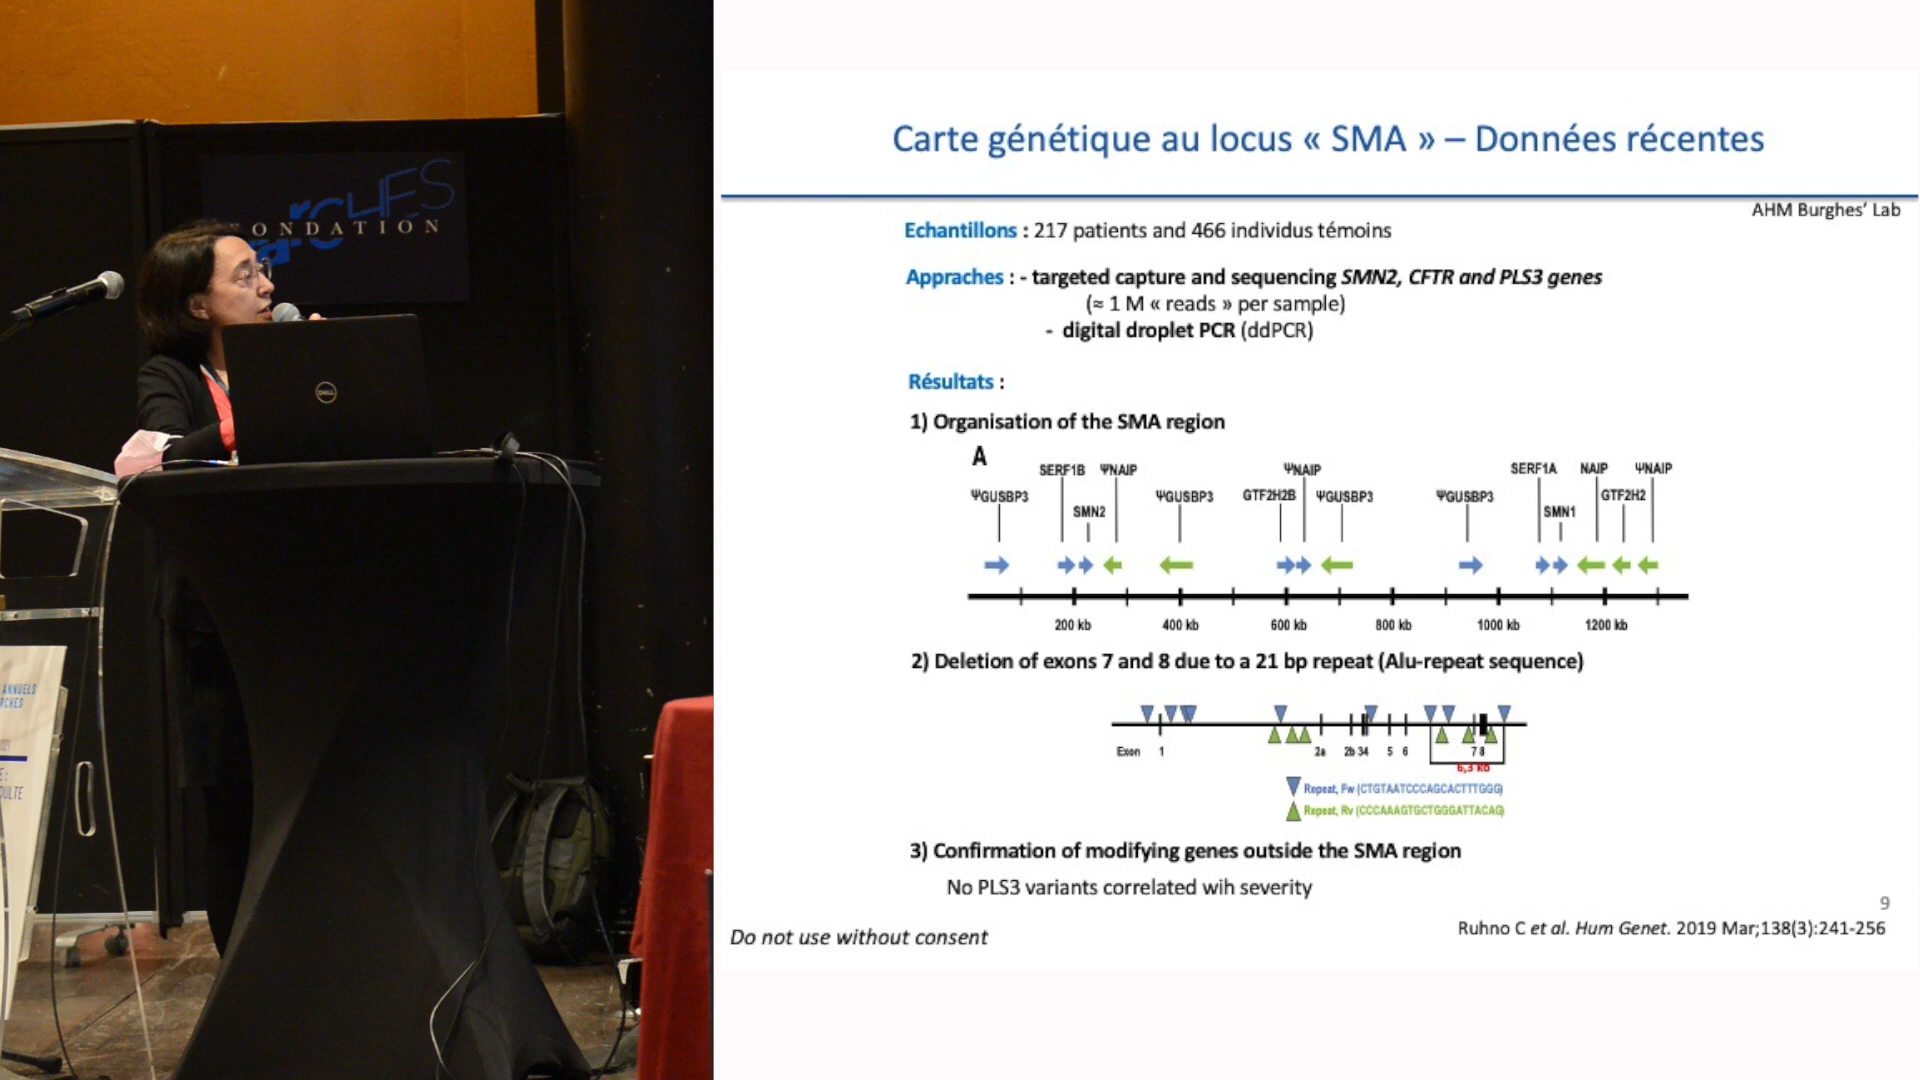 arcHES
FONDATION
DELL
ANNUELS
RCHES
Carte génétique au locus « SMA » – Données récentes
AHM Burghes’ Lab
Echantillons : 217 patients and 466 individus témoins
Appraches : - targeted capture and sequencing SMN2, CFTR and PLS3 genes
(≈ 1 M « reads » per sample)
- digital droplet PCR (ddPCR)
Résultats :
1) Organisation of the SMA region
A
SERF1B ΨNAIP ΨNAIP SERF1A NAIP ΨNAIP
ΨGUSBP3 ΨGUSBP3 GTF2H2B ΨGUSBP3 ΨGUSBP3 GTF2H2
SMN2 SMN1
200 kb 400 kb 600 kb 800 kb 1000 kb 1200 kb
2) Deletion of exons 7 and 8 due to a 21 bp repeat (Alu-repeat sequence)
Exon 1 2a 2b 34 5 6 7 8
6,3 kb
Repeat, Fw (CTGTAATCCCAGCACTTTGGG)
Repeat, Rv (CCCAAAGTGCTGGGATTACAG)
3) Confirmation of modifying genes outside the SMA region
No PLS3 variants correlated wih severity
9
Do not use without consent
Ruhno C et al. Hum Genet. 2019 Mar;138(3):241-256